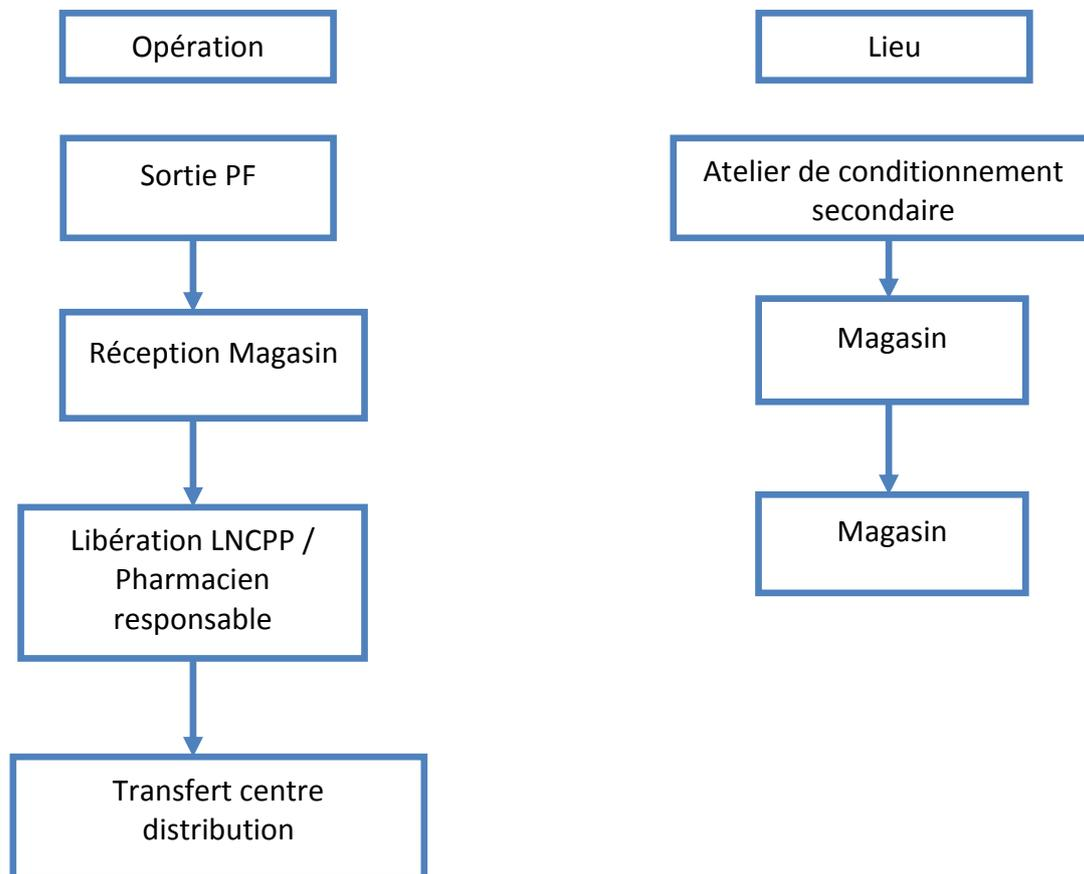 Opération
Lieu
Sortie PF
Atelier de conditionnement
secondaire
Réception Magasin
Magasin
Libération LNCPP /
Pharmacien
responsable
Magasin
Transfert centre
distribution